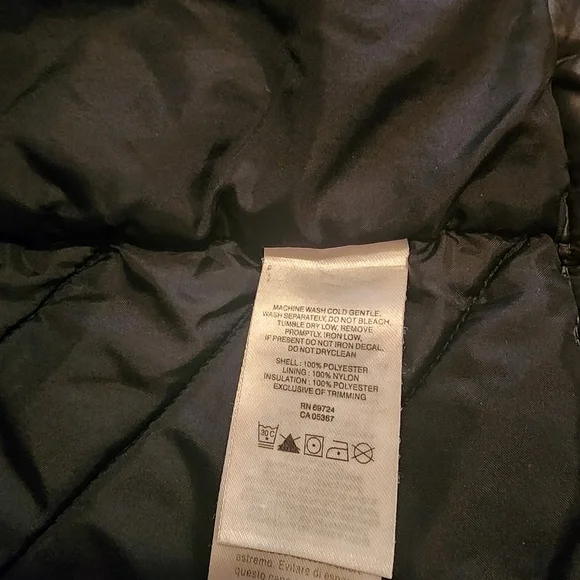 MACHINE WASH COLD GENTLE,
WASH SEPARATELY, DO NOT BLEACH,
TUMBLE DRY LOW, REMOVE
PROMPTLY, IRON LOW,
IF PRESENT DO NOT IRON DECAL,
DO NOT DRYCLEAN
SHELL : 100% POLYESTER
LINING : 100% NYLON
INSULATION : 100% POLYESTER
EXCLUSIVE OF TRIMMING
RN 69724
CA 05367
30 C
estremo. Evitare di
questo